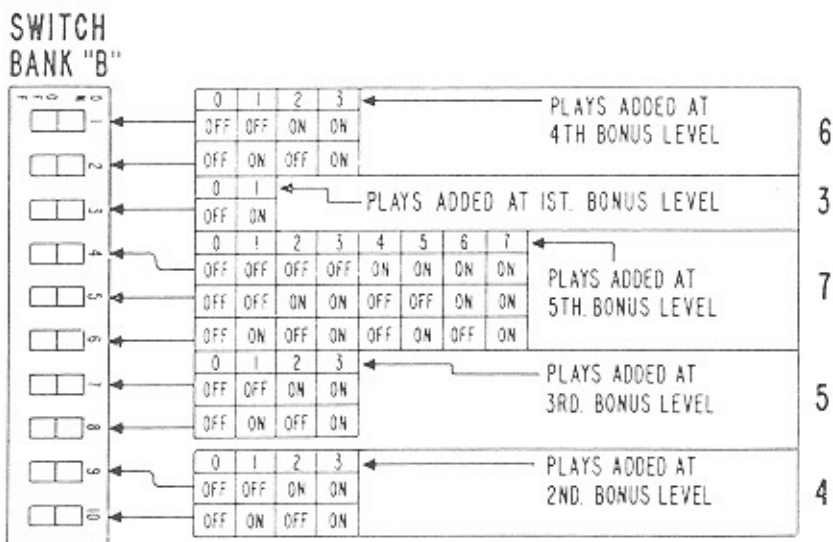 SWITCH
BANK "B"
ON OFF
0 1 2 3
PLAYS ADDED AT
4TH BONUS LEVEL
6
1 OFF OFF ON ON
2 OFF ON OFF ON
0 1
PLAYS ADDED AT 1ST. BONUS LEVEL
3
3 OFF ON
0 1 2 3 4 5 6 7
PLAYS ADDED AT
5TH. BONUS LEVEL
7
4 OFF OFF OFF OFF ON ON ON ON
5 OFF OFF ON ON OFF OFF ON ON
6 OFF ON OFF ON OFF ON OFF ON
0 1 2 3
PLAYS ADDED AT
3RD. BONUS LEVEL
5
7 OFF OFF ON ON
8 OFF ON OFF ON
0 1 2 3
PLAYS ADDED AT
2ND. BONUS LEVEL
4
9 OFF OFF ON ON
10 OFF ON OFF ON